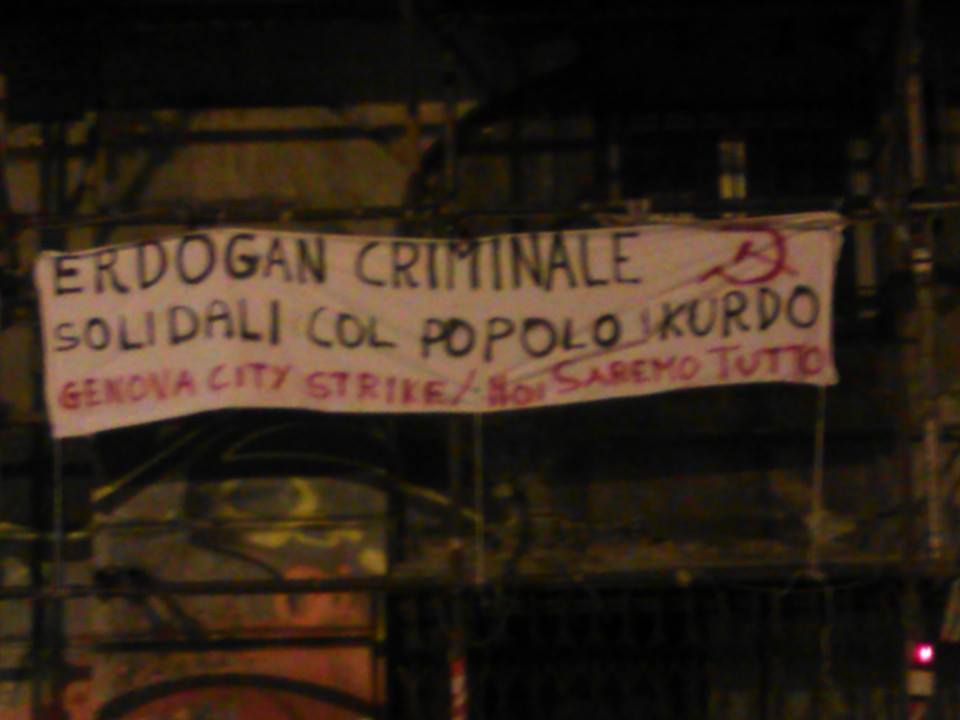 ERDOGAN CRIMINALE
SOLIDALI COL POPOLO KURDO
GENOVA CITY STRIKE / NOI SAREMO TUTTO